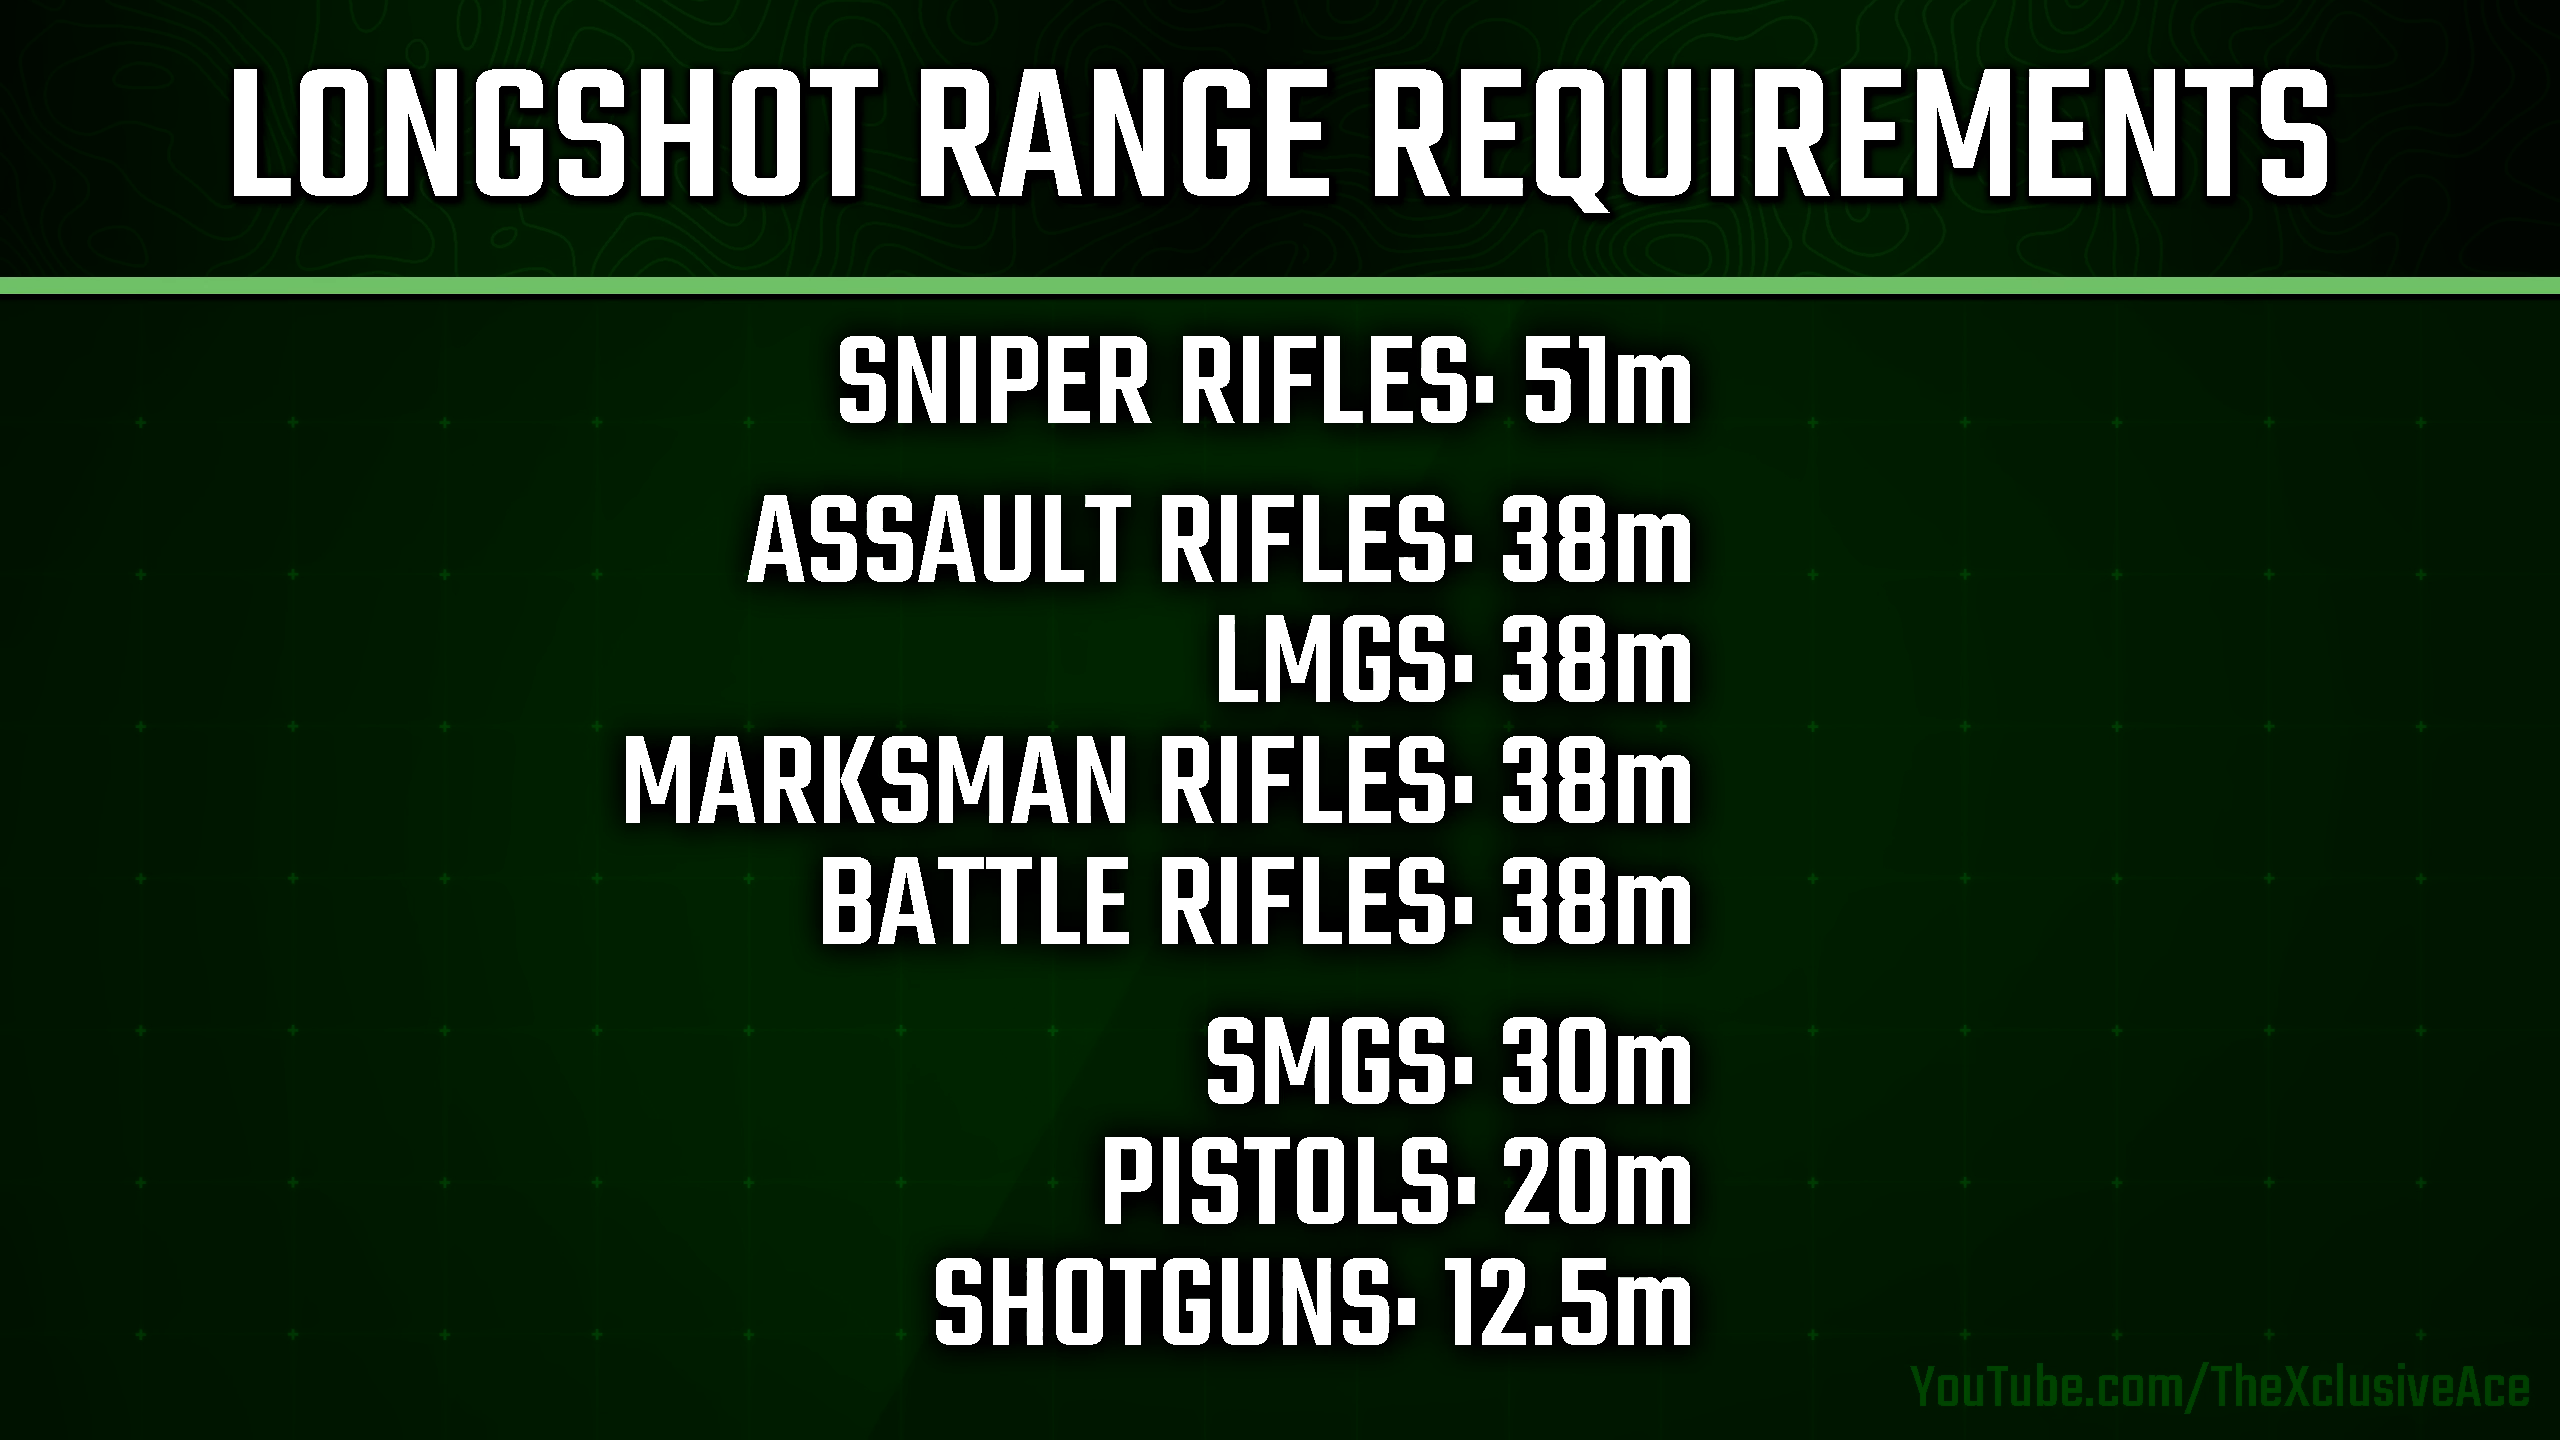 LONGSHOT RANGE REQUIREMENTS
SNIPER RIFLES: 51m
ASSAULT RIFLES: 38m
LMGS: 38m
MARKSMAN RIFLES: 38m
BATTLE RIFLES: 38m
SMGS: 30m
PISTOLS: 20m
SHOTGUNS: 12.5m
YouTube.com/TheXclusiveAce